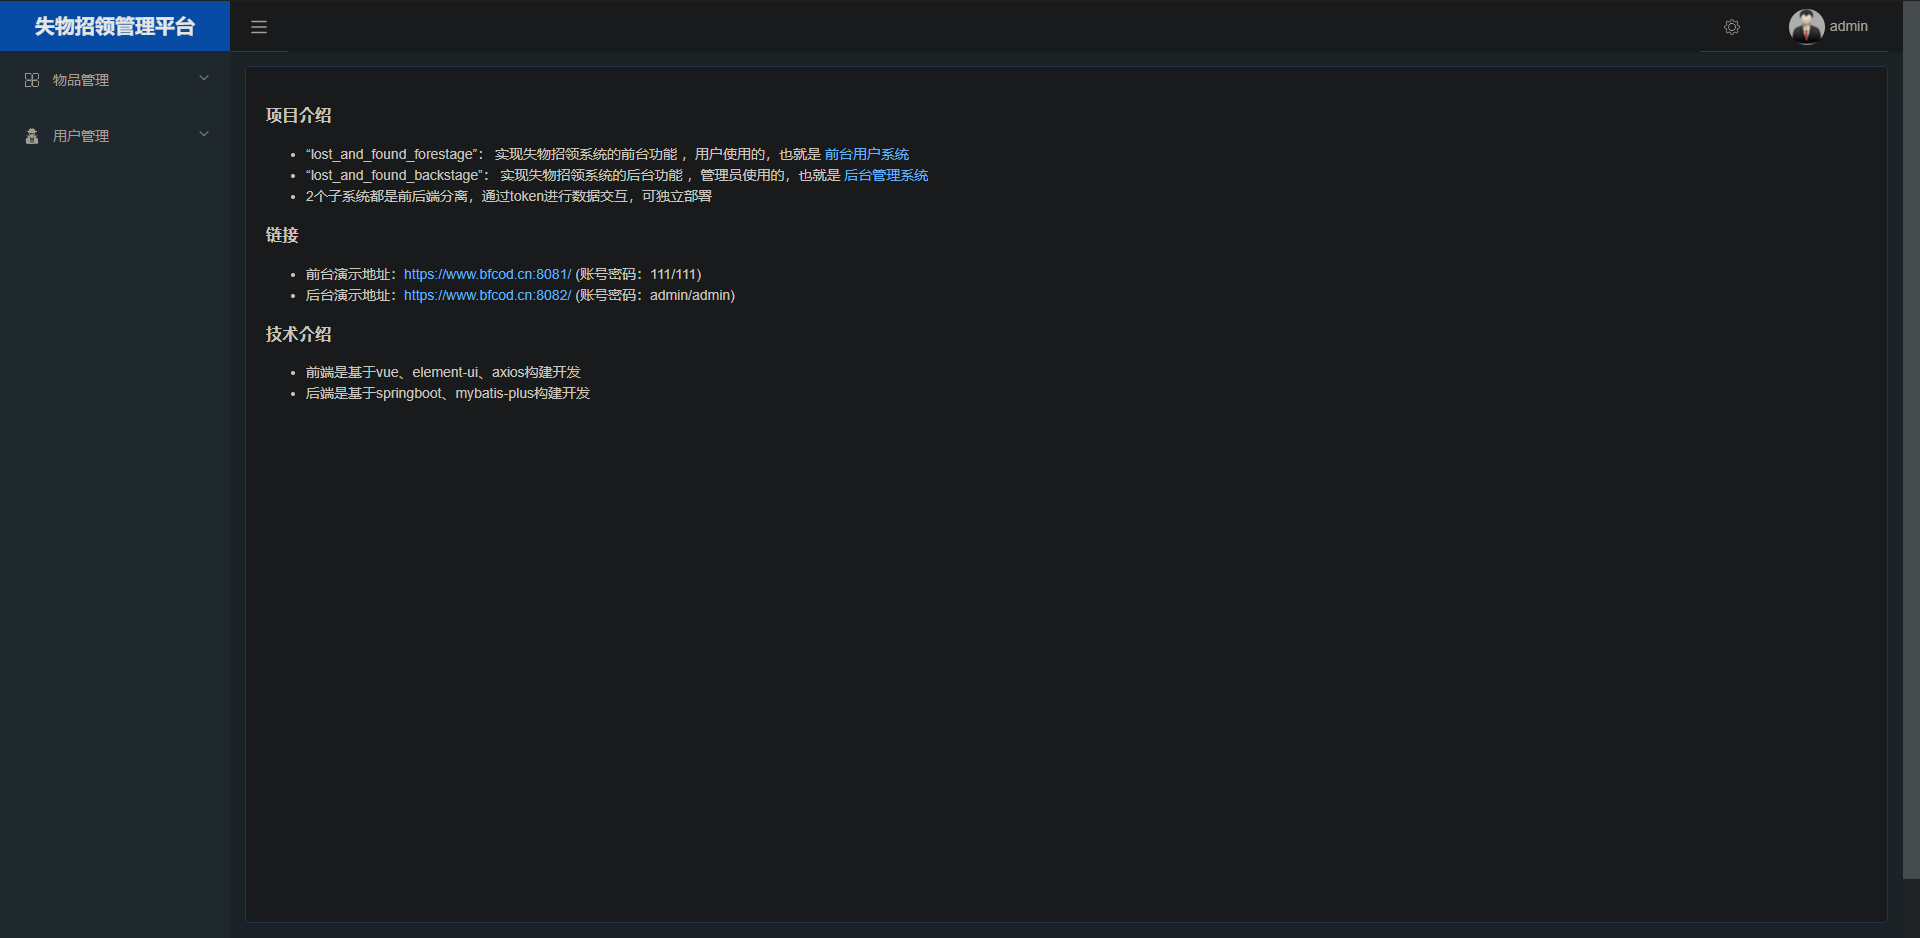 失物招领管理平台
admin
物品管理
用户管理
项目介绍
“lost_and_found_forestage”： 实现失物招领系统的前台功能 ，用户使用的，也就是 前台用户系统
“lost_and_found_backstage”： 实现失物招领系统的后台功能 ，管理员使用的，也就是 后台管理系统
2个子系统都是前后端分离，通过token进行数据交互，可独立部署
链接
前台演示地址：https://www.bfcod.cn:8081/ (账号密码：111/111)
后台演示地址：https://www.bfcod.cn:8082/ (账号密码：admin/admin)
技术介绍
前端是基于vue、element-ui、axios构建开发
后端是基于springboot、mybatis-plus构建开发